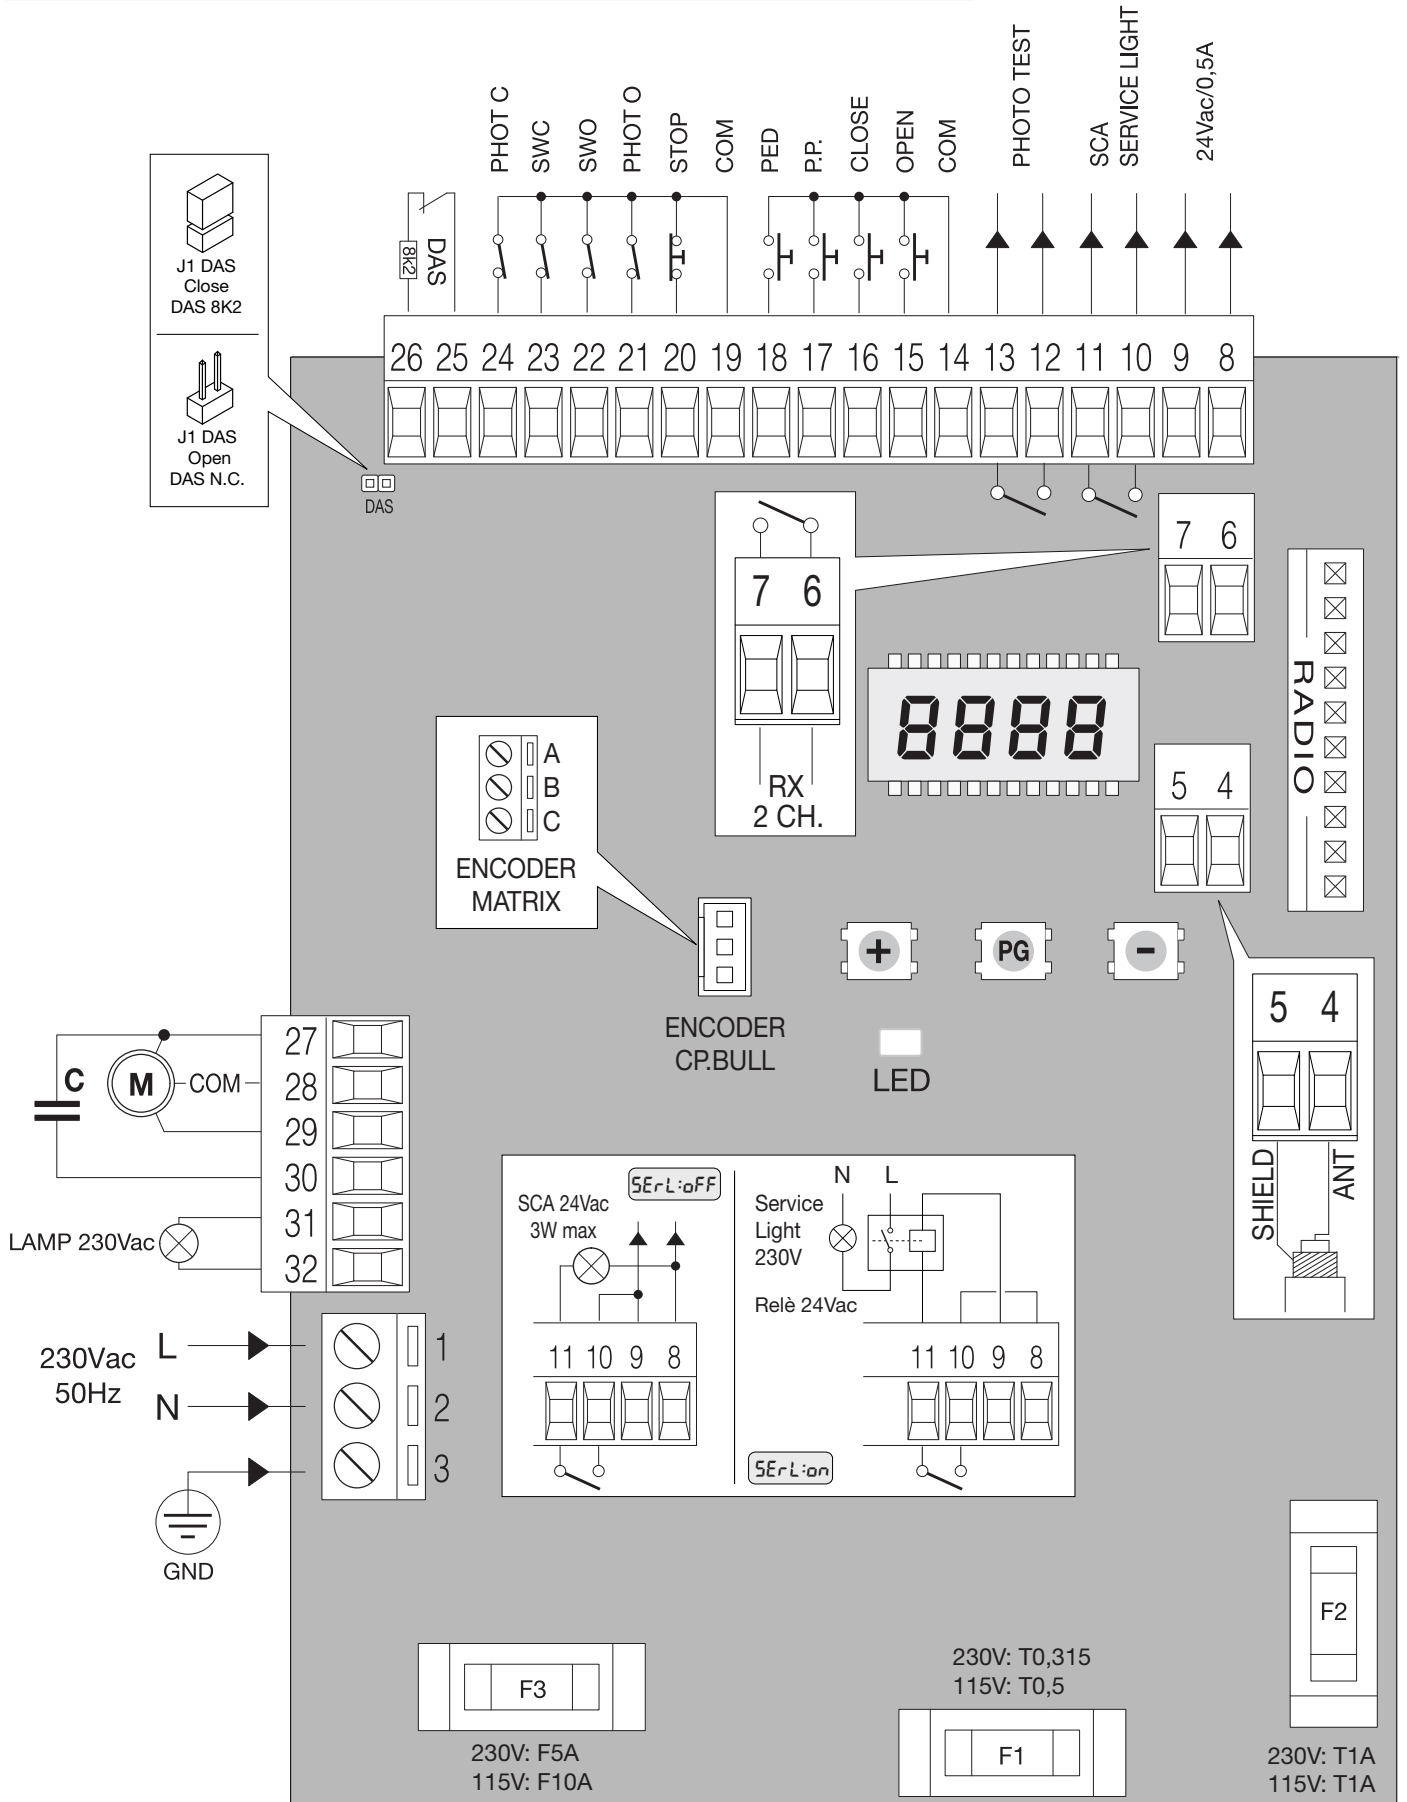 PHOT C
SWC
SWO
PHOT O
STOP
COM
PED
P.P.
CLOSE
OPEN
COM
PHOTO TEST
SCA
SERVICE LIGHT
24Vac/0,5A
J1 DAS
Close
DAS 8K2
J1 DAS
Open
DAS N.C.
8K2
DAS
26 25 24 23 22 21 20 19 18 17 16 15 14 13 12 11 10 9 8
DAS
7 6
RX
2 CH.
7 6
8888
RADIO
5 4
A
B
C
ENCODER
MATRIX
+
PG
-
ENCODER
CP.BULL
LED
5 4
SHIELD
ANT
27
28
29
30
31
32
C
M
COM
LAMP 230Vac
230Vac
50Hz
L
N
GND
1
2
3
SErL:oFF
SCA 24Vac
3W max
11 10 9 8
N L
Service
Light
230V
Relè 24Vac
11 10 9 8
SErL:on
F3
230V: F5A
115V: F10A
230V: T0,315
115V: T0,5
F1
F2
230V: T1A
115V: T1A